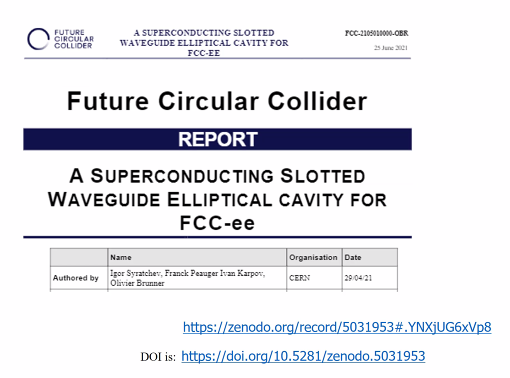 FUTURE
CIRCULAR
COLLIDER
A SUPERCONDUCTING SLOTTED
WAVEGUIDE ELLIPTICAL CAVITY FOR
FCC-EE
FCC-2105010000-OBR
25 June 2021
Future Circular Collider
REPORT
A SUPERCONDUCTING SLOTTED
WAVEGUIDE ELLIPTICAL CAVITY FOR
FCC-ee
Name Organisation Date
Authored by Igor Syratchev, Franck Peauger Ivan Karpov, CERN 29/04/21
Olivier Brunner
https://zenodo.org/record/5031953#.YNXjUG6xVp8
DOI is: https://doi.org/10.5281/zenodo.5031953